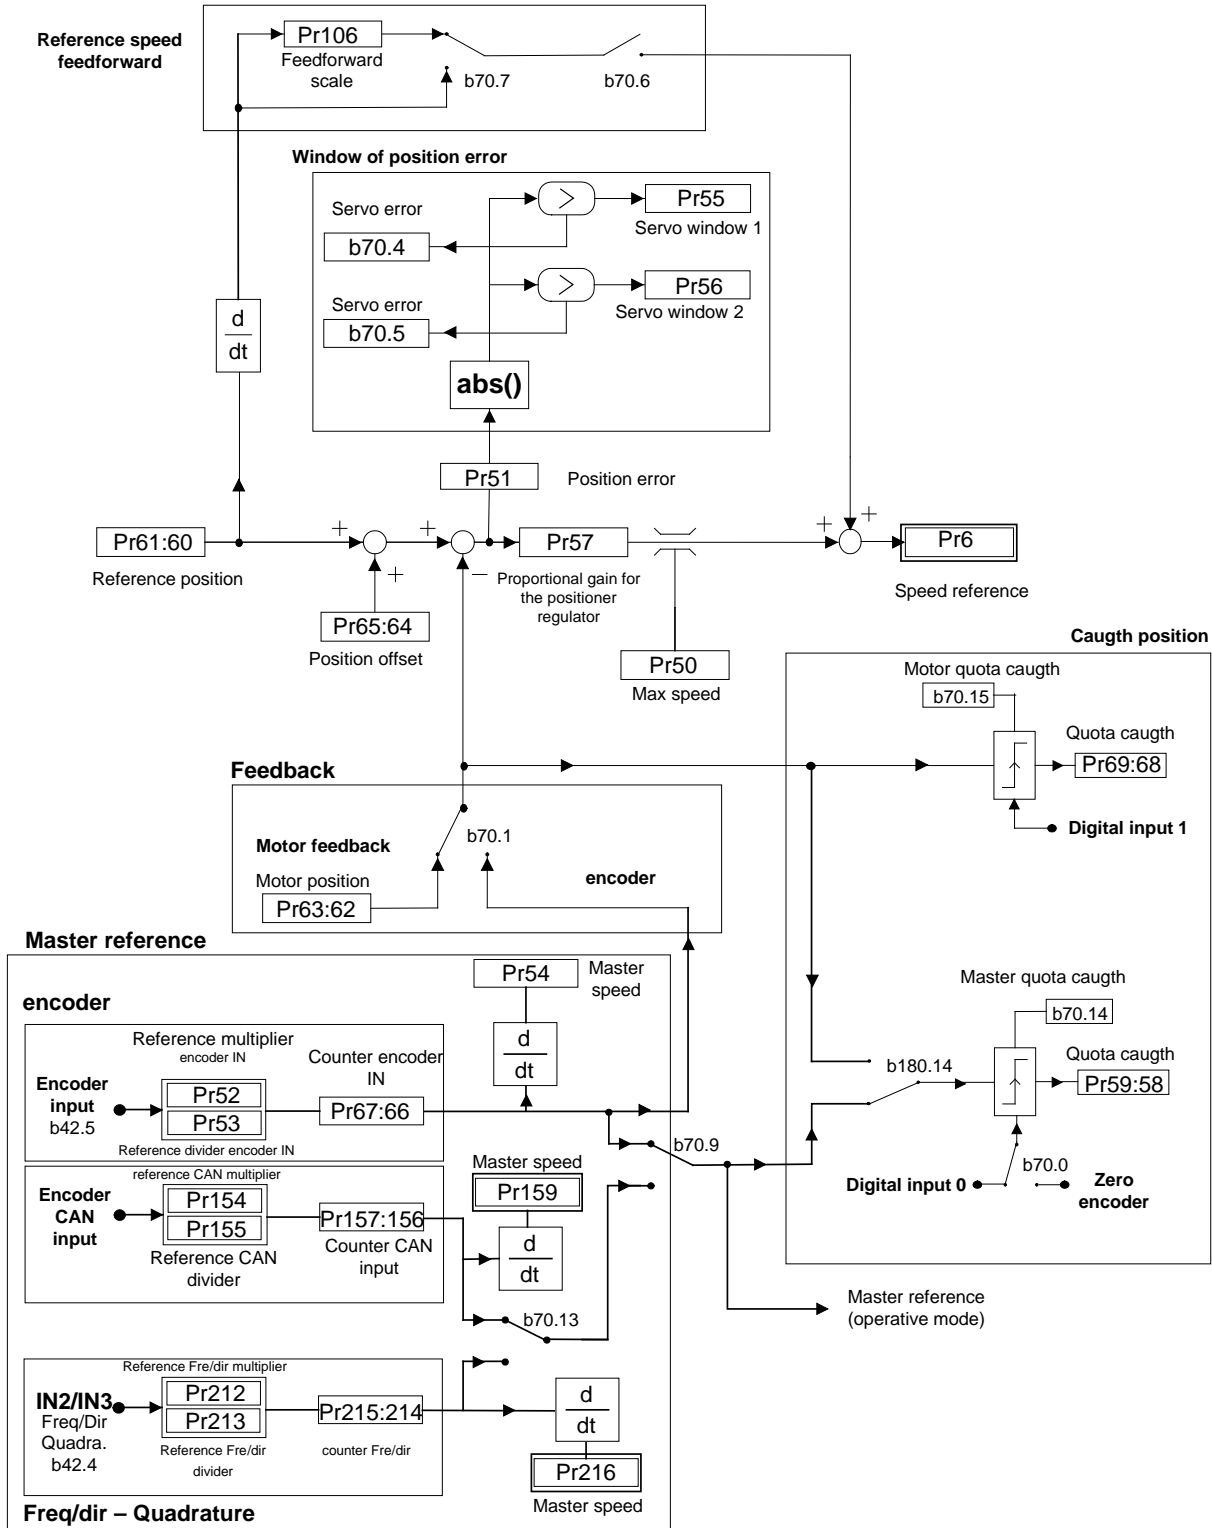 Reference speed
feedforward
Pr106
Feedforward
scale
b70.7
b70.6
Window of position error
Servo error
b70.4
>
Pr55
Servo window 1
Servo error
b70.5
>
Pr56
Servo window 2
d
dt
abs()
Pr51
Position error
Pr61:60
Reference position
+
+
+
−
Pr65:64
Position offset
Pr57
Proportional gain for
the positioner
regulator
Pr50
Max speed
+
+
Pr6
Speed reference
Caugth position
Motor quota caugth
b70.15
Quota caugth
Pr69:68
Digital input 1
Feedback
Motor feedback
b70.1
Motor position
Pr63:62
encoder
Master quota caugth
b70.14
b180.14
Quota caugth
Pr59:58
Digital input 0
b70.0
Zero
encoder
Master reference
encoder
Pr54
Master
speed
d
dt
Reference multiplier
encoder IN
Counter encoder
IN
Encoder
input
b42.5
Pr52
Pr53
Pr67:66
Reference divider encoder IN
b70.9
reference CAN multiplier
Encoder
CAN
input
Pr154
Pr155
Pr157:156
Reference CAN
divider
Counter CAN
input
Master speed
Pr159
d
dt
b70.13
Master reference
(operative mode)
Reference Fre/dir multiplier
IN2/IN3
Freq/Dir
Quadra.
b42.4
Pr212
Pr213
Pr215:214
Reference Fre/dir
divider
counter Fre/dir
d
dt
Pr216
Master speed
Freq/dir – Quadrature